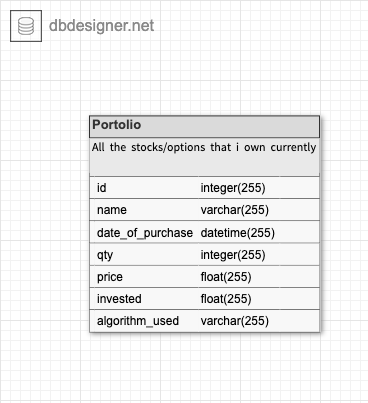 dbdesigner.net
Portolio
All the stocks/options that i own currently
id integer(255)
name varchar(255)
date_of_purchase datetime(255)
qty integer(255)
price float(255)
invested float(255)
algorithm_used varchar(255)